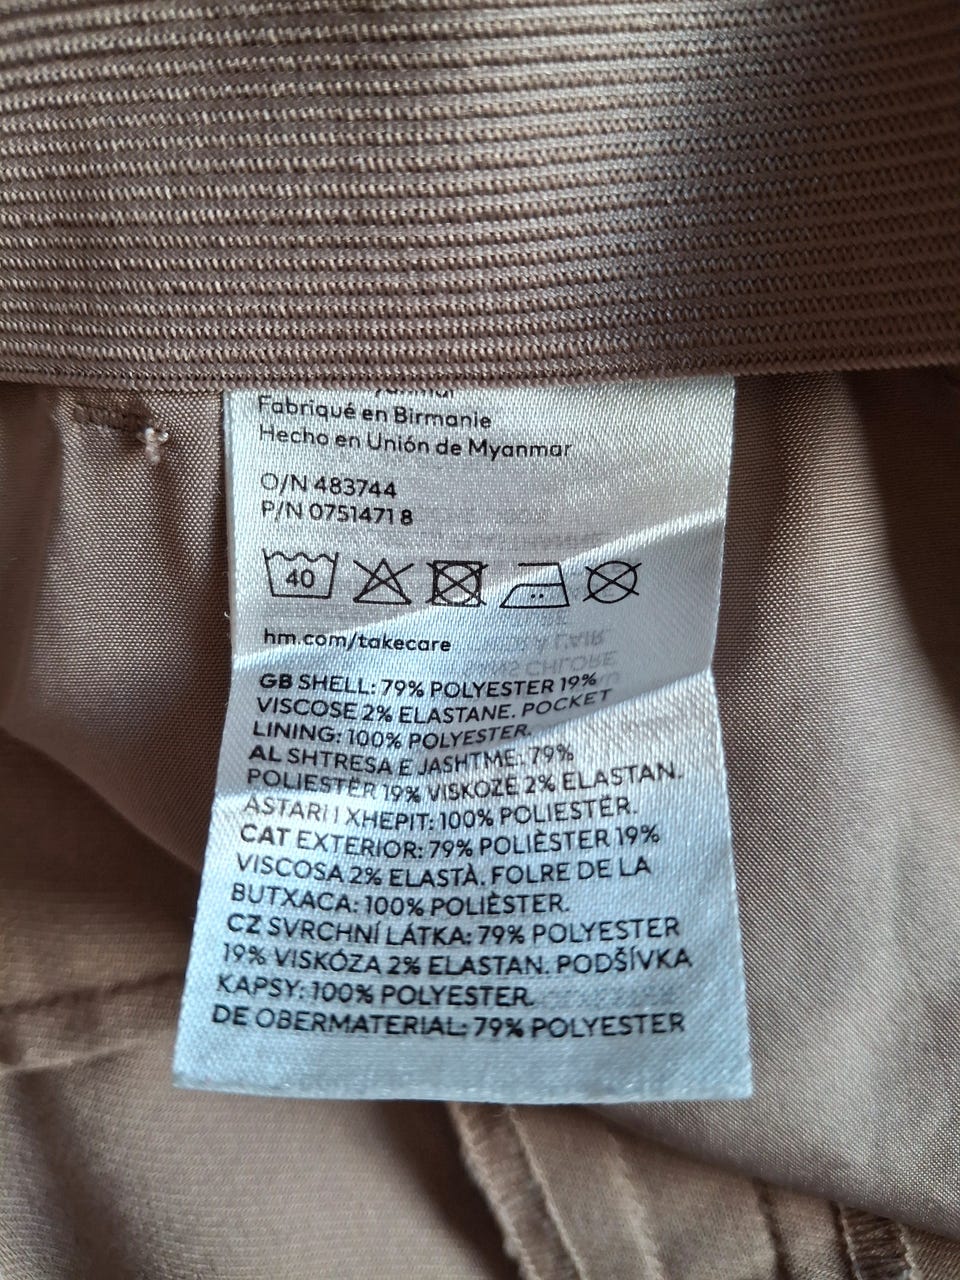 Fabriqué en Birmanie
Hecho en Unión de Myanmar
O/N 483744
P/N 0751471 8
40
hm.com/takecare
GB SHELL: 79% POLYESTER 19%
VISCOSE 2% ELASTANE. POCKET
LINING: 100% POLYESTER.
AL SHTRESA E JASHTME: 79%
POLIESTËR 19% VISKOZË 2% ELASTAN.
ASTARI I XHEPIT: 100% POLIESTËR.
CAT EXTERIOR: 79% POLIÈSTER 19%
VISCOSA 2% ELASTÀ. FOLRE DE LA
BUTXACA: 100% POLIÈSTER.
CZ SVRCHNÍ LÁTKA: 79% POLYESTER
19% VISKÓZA 2% ELASTAN. PODŠÍVKA
KAPSY: 100% POLYESTER.
DE OBERMATERIAL: 79% POLYESTER